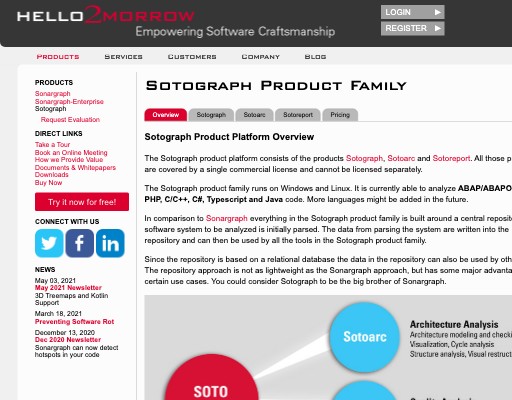 HELLO2MORROW
Empowering Software Craftsmanship
LOGIN
REGISTER
PRODUCTS SERVICES CUSTOMERS COMPANY BLOG
PRODUCTS
Sonargraph
Sonargraph-Enterprise
Sotograph
Request Evaluation
DIRECT LINKS
Take a Tour
Book an Online Meeting
How we Provide Value
Documents & Whitepapers
Downloads
Buy Now
Try it now for free!
CONNECT WITH US
NEWS
May 03, 2021
May 2021 Newsletter
3D Treemaps and Kotlin
Support
March 18, 2021
Preventing Software Rot
December 13, 2020
Dec 2020 Newsletter
Sonargraph can now detect
hotspots in your code
SOTOGRAPH PRODUCT FAMILY
Overview Sotograph Sotoarc Sotoreport Pricing
Sotograph Product Platform Overview
The Sotograph product platform consists of the products Sotograph, Sotoarc and Sotoreport. All those p
are covered by a single commercial license and cannot be licensed separately.
The Sotograph product family runs on Windows and Linux. It is currently able to analyze ABAP/ABAPO
PHP, C/C++, C#, Typescript and Java code. More languages might be added in the future.
In comparison to Sonargraph everything in the Sotograph product family is built around a central reposito
software system to be analyzed is initially parsed. The data from parsing the system are written into the
repository and can then be used by all the tools in the Sotograph product family.
Since the repository is based on a relational database the data in the repository can also be used by oth
The repository approach is not as lightweight as the Sonargraph approach, but has some major advanta
certain use cases. You could consider Sotograph to be the big brother of Sonargraph.
Sotoarc
Architecture Analysis
Architecture modeling and checki
Visualization, Cycle analysis
Structure analysis, Visual restruct
SOTO